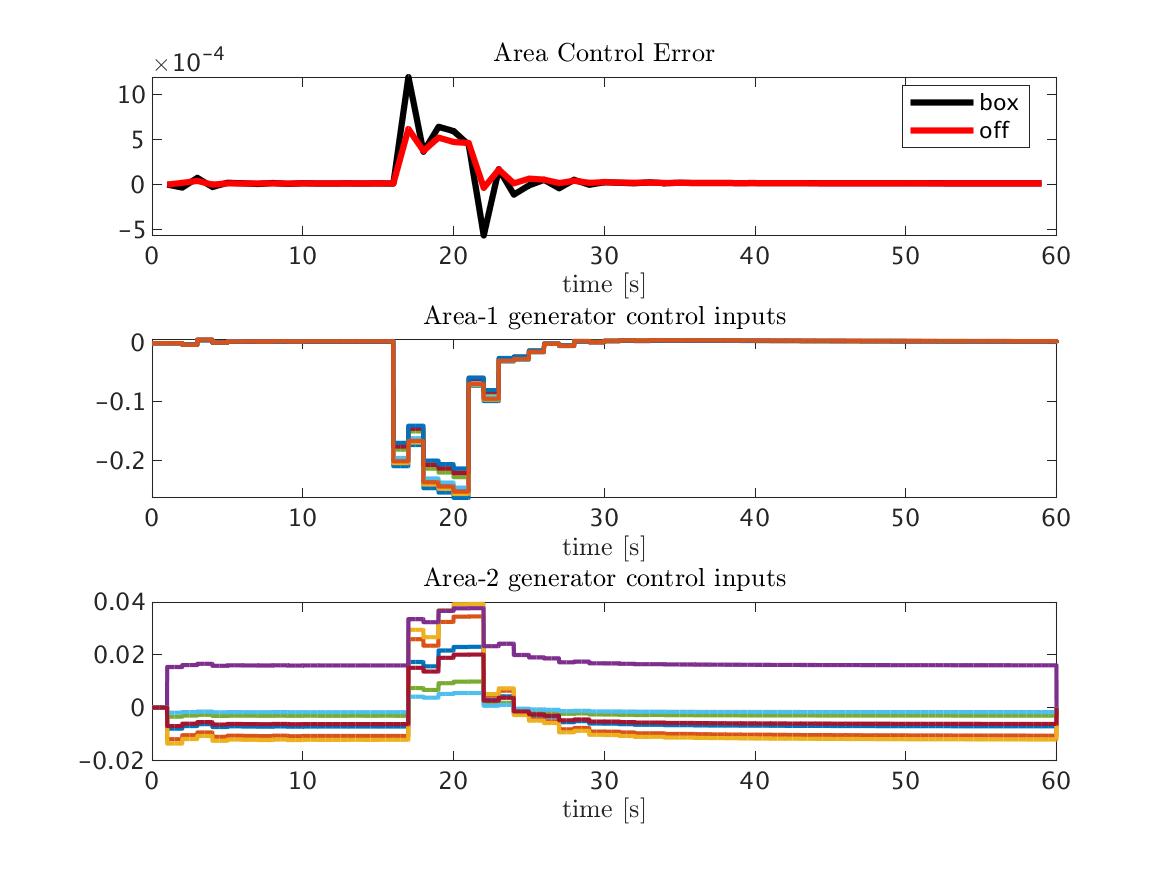 Area Control Error
×10⁻⁴
10
5
0
−5
box
off
0 10 20 30 40 50 60
time [s]
Area-1 generator control inputs
0
−0.1
−0.2
0 10 20 30 40 50 60
time [s]
Area-2 generator control inputs
0.04
0.02
0
−0.02
0 10 20 30 40 50 60
time [s]